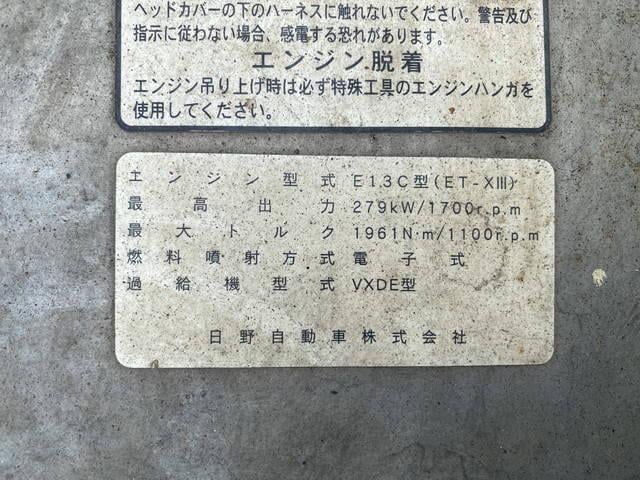 ヘッドカバーの下のハーネスに触れないでください。警告及び
指示に従わない場合、感電する恐れがあります。
エンジン脱着
エンジン吊り上げ時は必ず特殊工具のエンジンハンガを
使用してください。
エンジン型式 E13C型(ET-XIII)
最高出力 279kW/1700r.p.m
最大トルク 1961N·m/1100r.p.m
燃料噴射方式 電子式
過給機型式 VXDE型
日野自動車株式会社